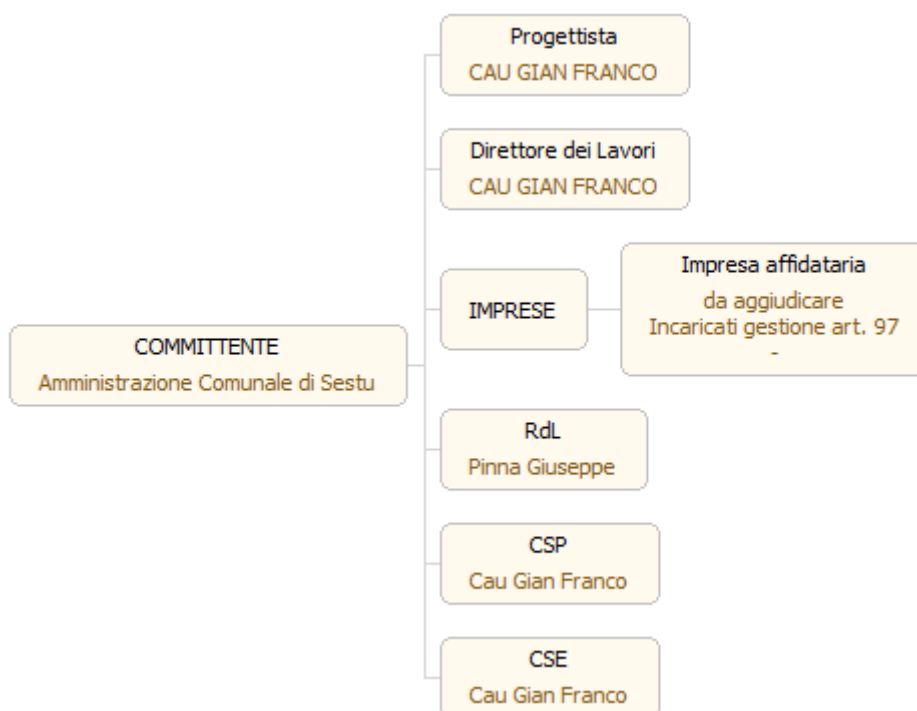 Progettista
CAU GIAN FRANCO
Direttore dei Lavori
CAU GIAN FRANCO
IMPRESE
Impresa affidataria
da aggiudicare
Incaricati gestione art. 97
-
COMMITTENTE
Amministrazione Comunale di Sestu
RdL
Pinna Giuseppe
CSP
Cau Gian Franco
CSE
Cau Gian Franco